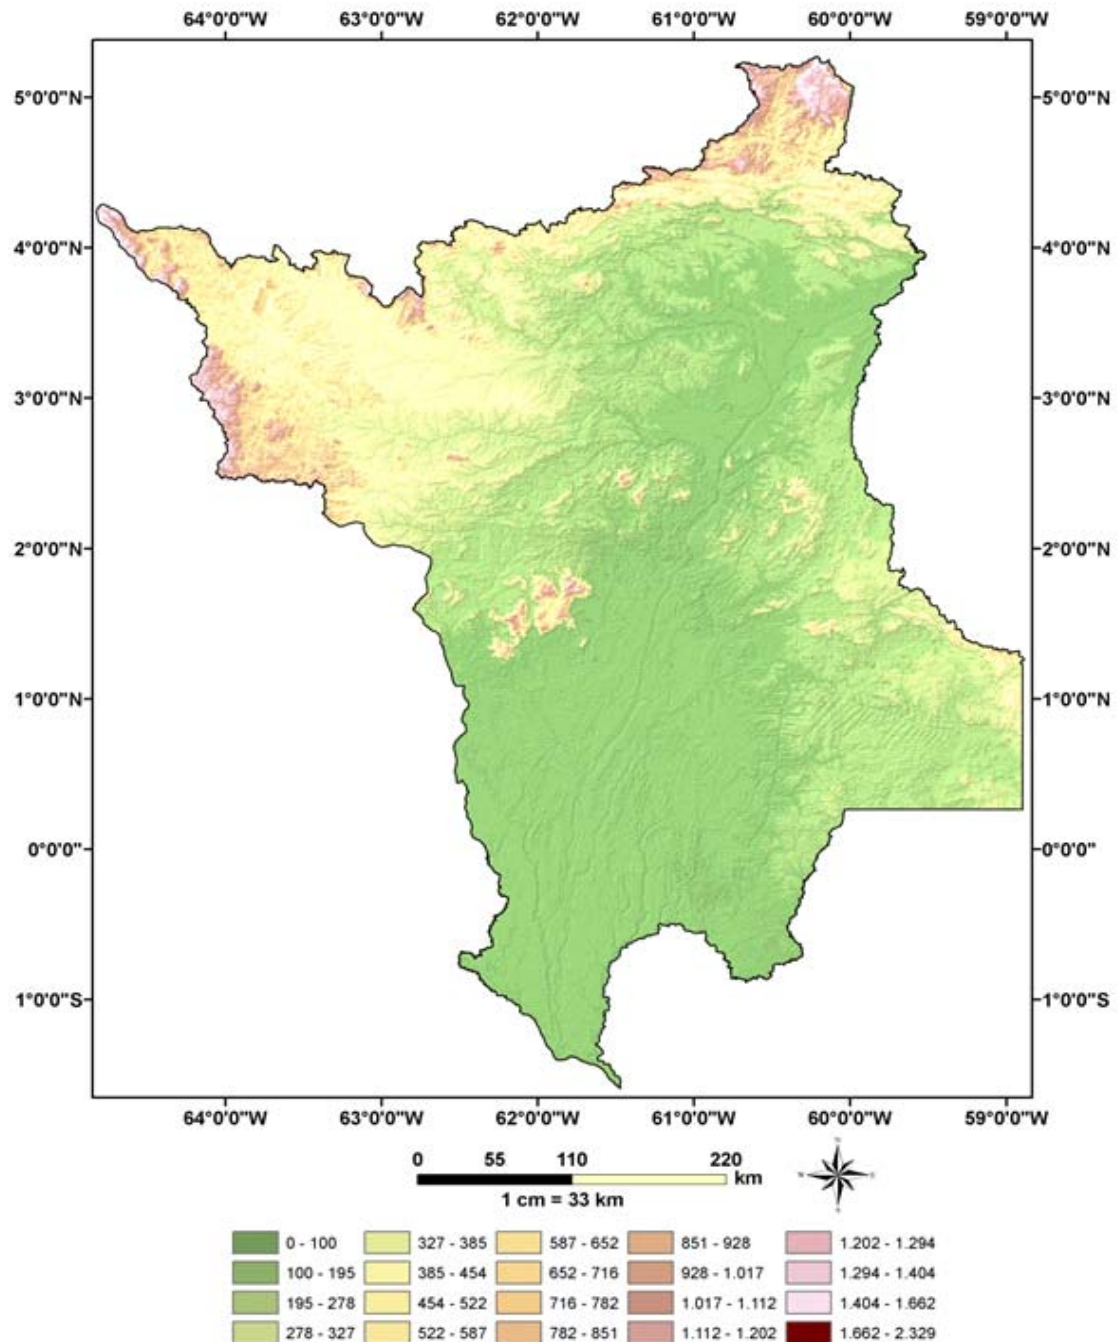 64°0'0"W 63°0'0"W 62°0'0"W 61°0'0"W 60°0'0"W 59°0'0"W
5°0'0"N 5°0'0"N
4°0'0"N 4°0'0"N
3°0'0"N 3°0'0"N
2°0'0"N 2°0'0"N
1°0'0"N 1°0'0"N
0°0'0" 0°0'0"
1°0'0"S 1°0'0"S
64°0'0"W 63°0'0"W 62°0'0"W 61°0'0"W 60°0'0"W 59°0'0"W
0 55 110 220
km
1 cm = 33 km
0 - 100 327 - 385 587 - 652 851 - 928 1.202 - 1.294
100 - 195 385 - 454 652 - 716 928 - 1.017 1.294 - 1.404
195 - 278 454 - 522 716 - 782 1.017 - 1.112 1.404 - 1.662
278 - 327 522 - 587 782 - 851 1.112 - 1.202 1.662 - 2.329